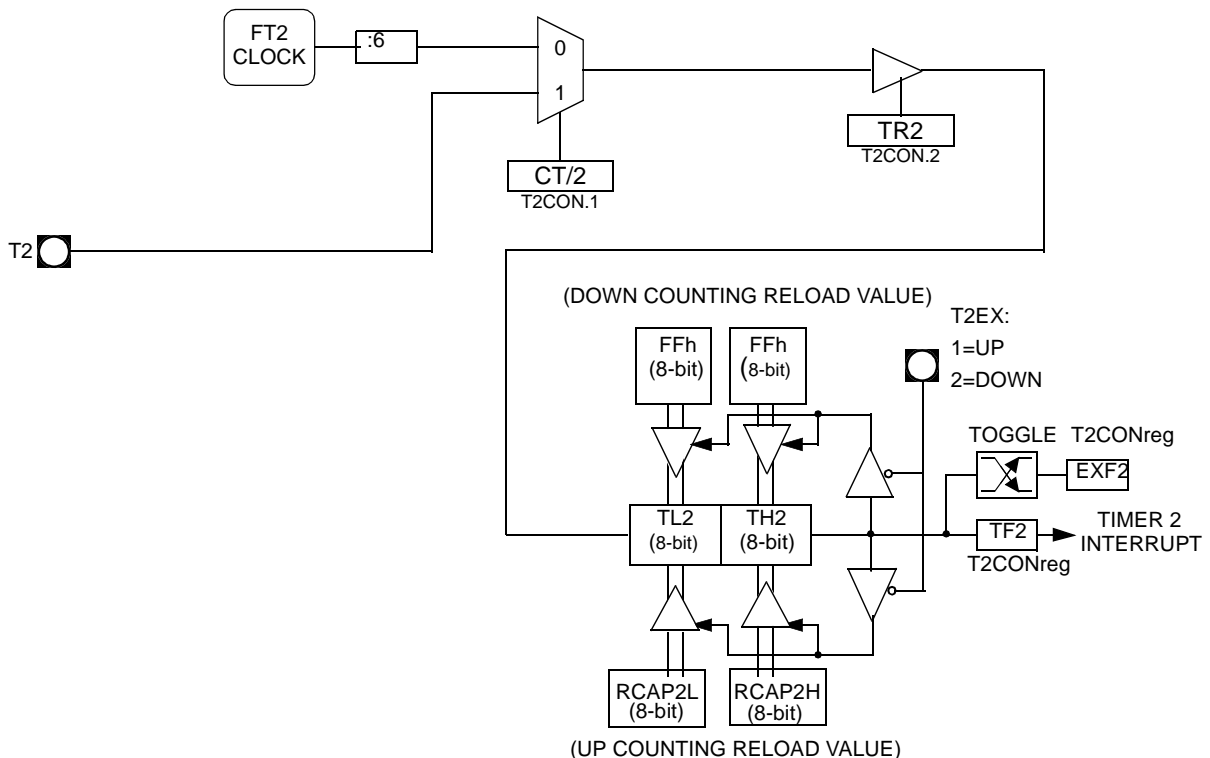 FT2
CLOCK
:6
0
1
TR2
T2CON.2
CT/2
T2CON.1
T2
(DOWN COUNTING RELOAD VALUE)
T2EX:
1=UP
2=DOWN
FFh
(8-bit)
FFh
(8-bit)
TOGGLE T2CONreg
EXF2
TL2
(8-bit)
TH2
(8-bit)
TF2
TIMER 2
INTERRUPT
T2CONreg
RCAP2L
(8-bit)
RCAP2H
(8-bit)
(UP COUNTING RELOAD VALUE)